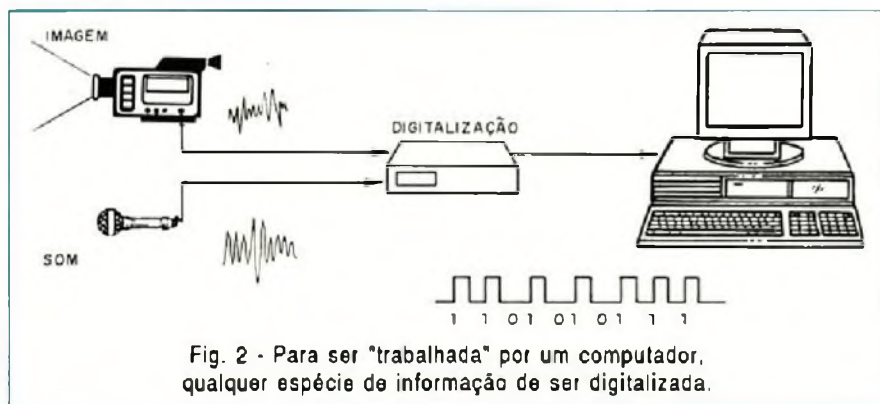 IMAGEM
DIGITALIZAÇÃO
SOM
1 1 0 1 0 1 0 1 1 1
Fig. 2 - Para ser "trabalhada" por um computador,
qualquer espécie de informação de ser digitalizada.